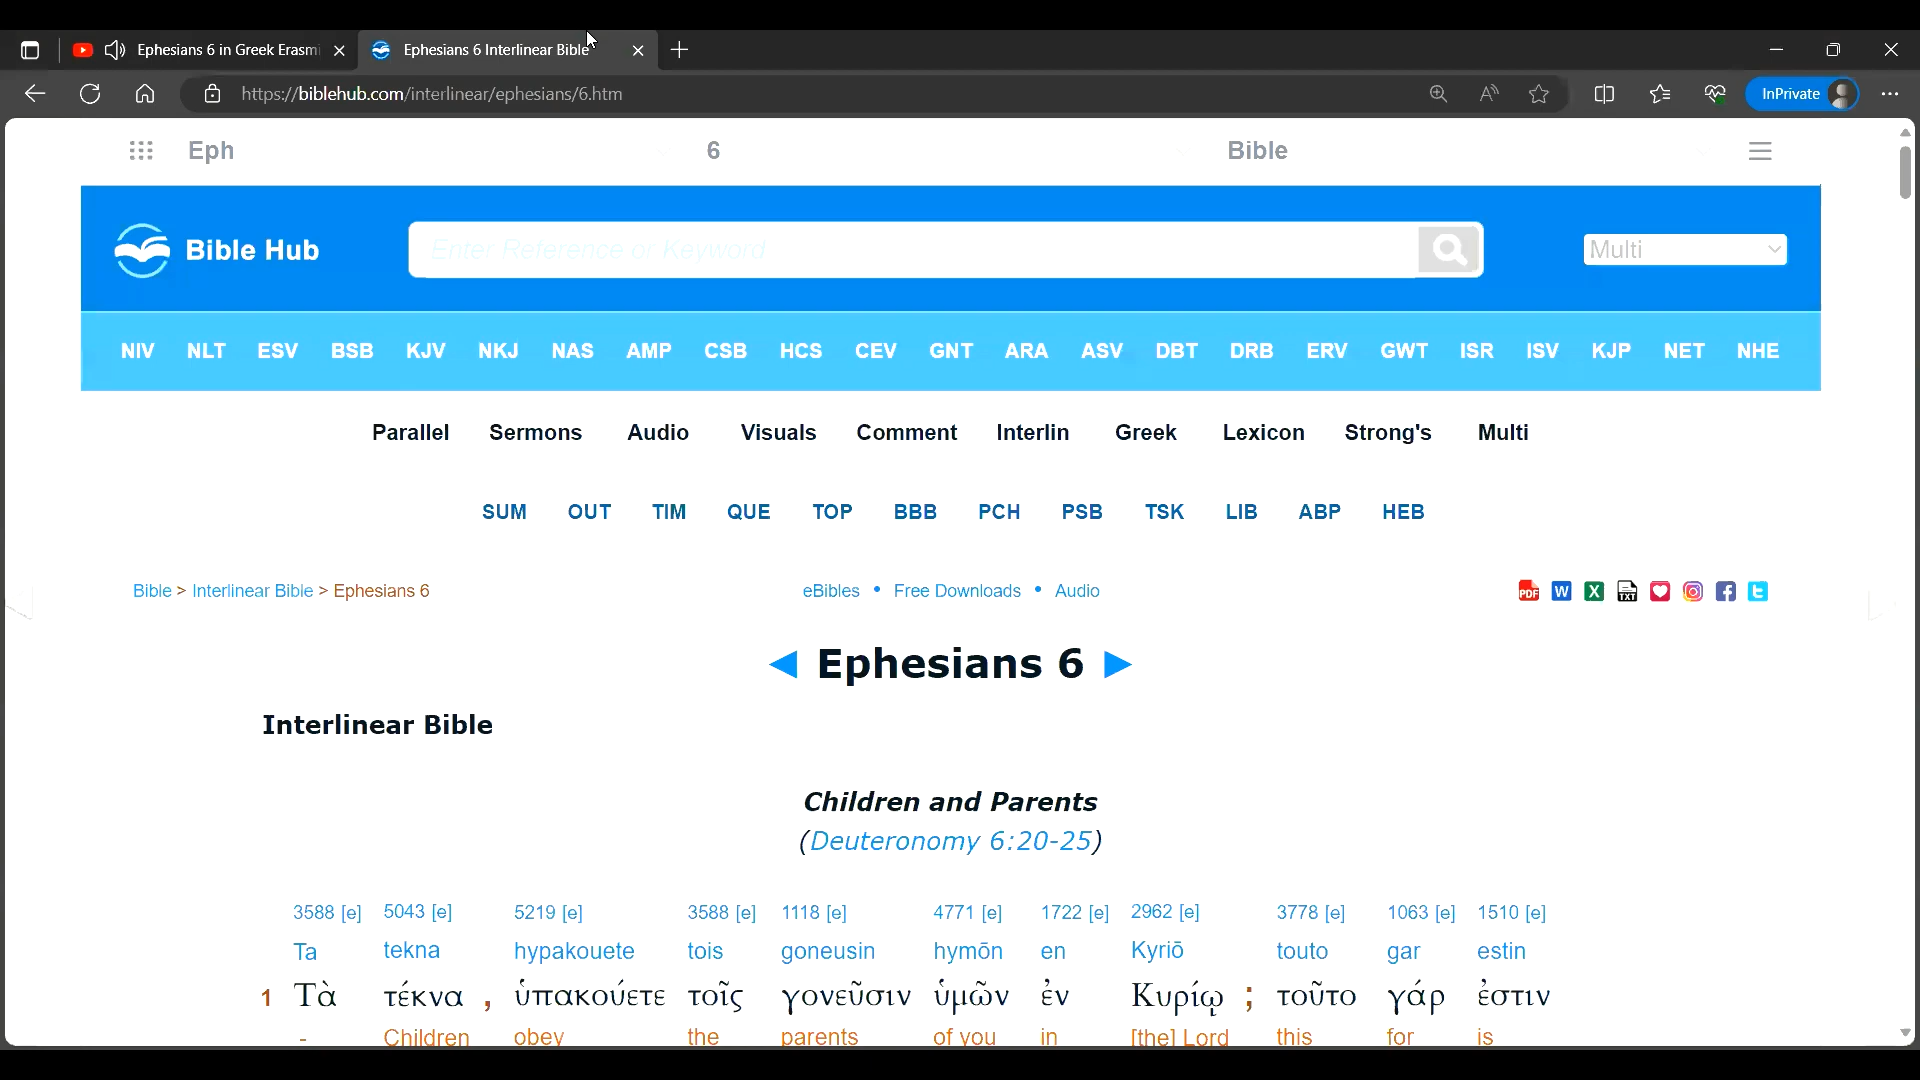 Ephesians 6 in Greek Erasmi
Ephesians 6 Interlinear Bible
https://biblehub.com/interlinear/ephesians/6.htm
InPrivate
Eph 6 Bible
Bible Hub
Enter Reference or Keyword
Multi
NIV NLT ESV BSB KJV NKJ NAS AMP CSB HCS CEV GNT ARA ASV DBT DRB ERV GWT ISR ISV KJP NET NHE
Parallel Sermons Audio Visuals Comment Interlin Greek Lexicon Strong's Multi
SUM OUT TIM QUE TOP BBB PCH PSB TSK LIB ABP HEB
Bible > Interlinear Bible > Ephesians 6
eBibles • Free Downloads • Audio
PDF W X TXT
◄ Ephesians 6 ►
Interlinear Bible
Children and Parents
(Deuteronomy 6:20-25)
3588 [e] 5043 [e] 5219 [e] 3588 [e] 1118 [e] 4771 [e] 1722 [e] 2962 [e] 3778 [e] 1063 [e] 1510 [e]
Ta tekna hypakouete tois goneusin hymōn en Kyriō touto gar estin
1 Τὰ τέκνα , ὑπακούετε τοῖς γονεῦσιν ὑμῶν ἐν Κυρίῳ ; τοῦτο γάρ ἐστιν
- Children obey the parents of you in [the] Lord this for is